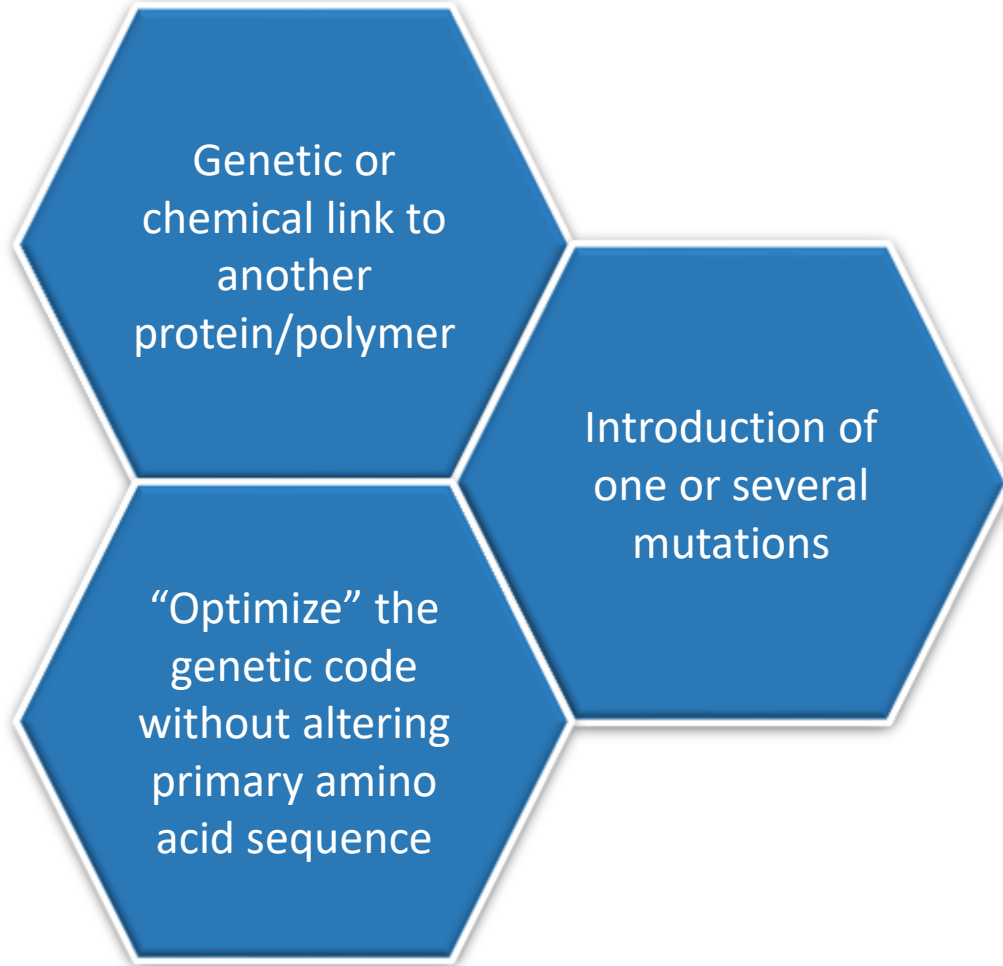 Genetic or
chemical link to
another
protein/polymer
Introduction of
one or several
mutations
“Optimize” the
genetic code
without altering
primary amino
acid sequence